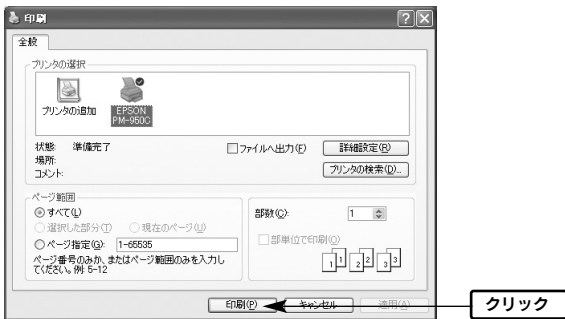 印刷
全般
プリンタの選択
プリンタの追加
EPSON
PM-950C
状態: 準備完了
場所:
コメント:
ファイルへ出力(F)
詳細設定(R)
プリンタの検索(D)...
ページ範囲
すべて(L)
選択した部分(T) 現在のページ(U)
ページ指定(G): 1-65535
ページ番号のみか、またはページ範囲のみを入力し
てください。例: 5-12
部数(C): 1
部単位で印刷(O)
1 1 2 2 3 3
印刷(P) キャンセル 適用(A)
クリック